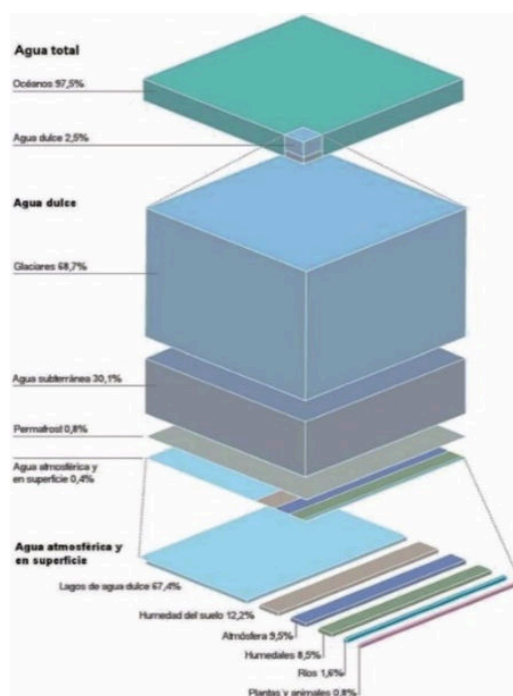 Agua total
Océanos 97,5%
Agua dulce 2,5%
Agua dulce
Glaciares 68,7%
Agua subterránea 30,1%
Permafrost 0,8%
Agua atmosférica y
en superficie 0,4%
Agua atmosférica y
en superficie
Lagos de agua dulce 67,4%
Humedad del suelo 12,2%
Atmósfera 9,5%
Humedales 8,5%
Ríos 1,6%
Plantas y animales 0,8%